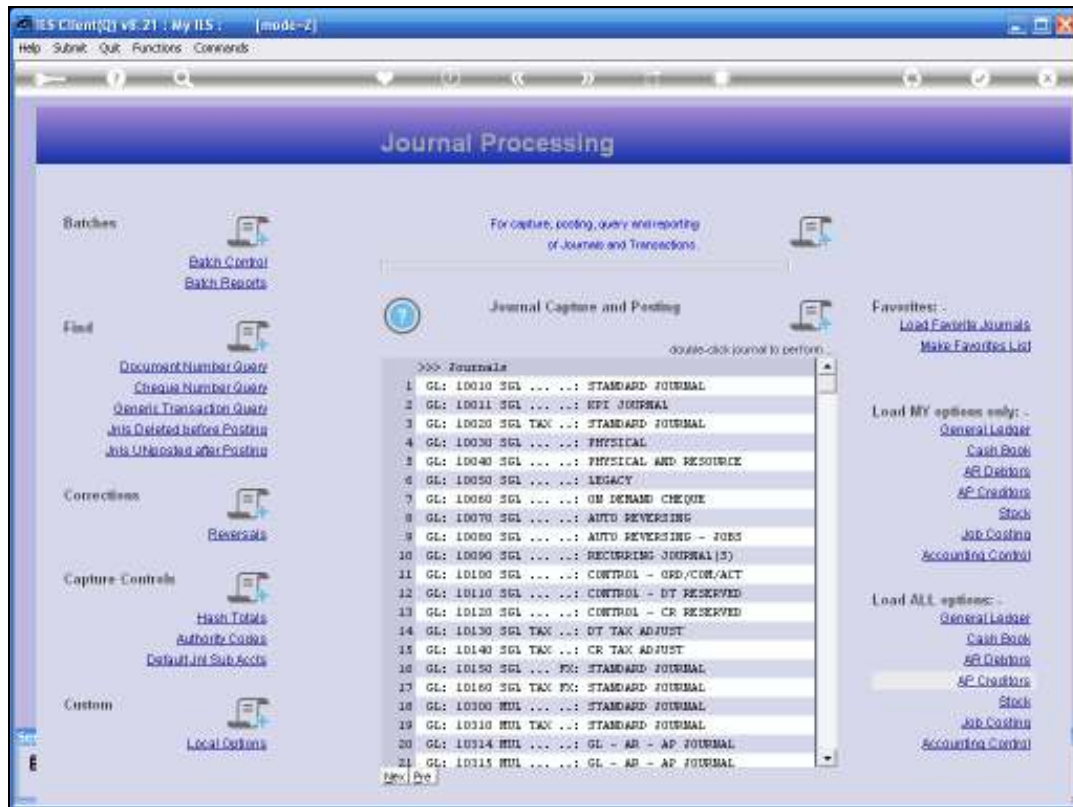 IES Client(Q) v8.21 : My IES : [mode=2]
Help Submit Quit Functions Commands
Journal Processing
Batches
Batch Control
Batch Reports
Find
Document Number Query
Cheque Number Query
Generic Transaction Query
Jnls Deleted before Posting
Jnls UNposted after Posting
Corrections
Reversals
Capture Controls
Hash Totals
Authority Codes
Default Jnl Sub Accts
Custom
Local Options
For capture, posting, query and reporting
of Journals and Transactions
Journal Capture and Posting
double-click journal to perform ..
>>> Journals
1 GL: 10010 SGL ... ..: STANDARD JOURNAL
2 GL: 10011 SGL ... ..: KPI JOURNAL
3 GL: 10020 SGL TAX ..: STANDARD JOURNAL
4 GL: 10030 SGL ... ..: PHYSICAL
5 GL: 10040 SGL ... ..: PHYSICAL AND RESOURCE
6 GL: 10050 SGL ... ..: LEGACY
7 GL: 10060 SGL ... ..: ON DEMAND CHEQUE
8 GL: 10070 SGL ... ..: AUTO REVERSING
9 GL: 10080 SGL ... ..: AUTO REVERSING - JOBS
10 GL: 10090 SGL ... ..: RECURRING JOURNAL(S)
11 GL: 10100 SGL ... ..: CONTROL - ORD/COM/ACT
12 GL: 10110 SGL ... ..: CONTROL - DT RESERVED
13 GL: 10120 SGL ... ..: CONTROL - CR RESERVED
14 GL: 10130 SGL TAX ..: DT TAX ADJUST
15 GL: 10140 SGL TAX ..: CR TAX ADJUST
16 GL: 10150 SGL ... FX: STANDARD JOURNAL
17 GL: 10160 SGL TAX FX: STANDARD JOURNAL
18 GL: 10300 MUL ... ..: STANDARD JOURNAL
19 GL: 10310 MUL TAX ..: STANDARD JOURNAL
20 GL: 10314 MUL ... ..: GL - AR - AP JOURNAL
21 GL: 10315 MUL ... ..: GL - AR - AP JOURNAL
Nex Pre
Favorites: .
Load Favorite Journals
Make Favorites List
Load MY options only: .
General Ledger
Cash Book
AR Debtors
AP Creditors
Stock
Job Costing
Accounting Control
Load ALL options: .
General Ledger
Cash Book
AR Debtors
AP Creditors
Stock
Job Costing
Accounting Control